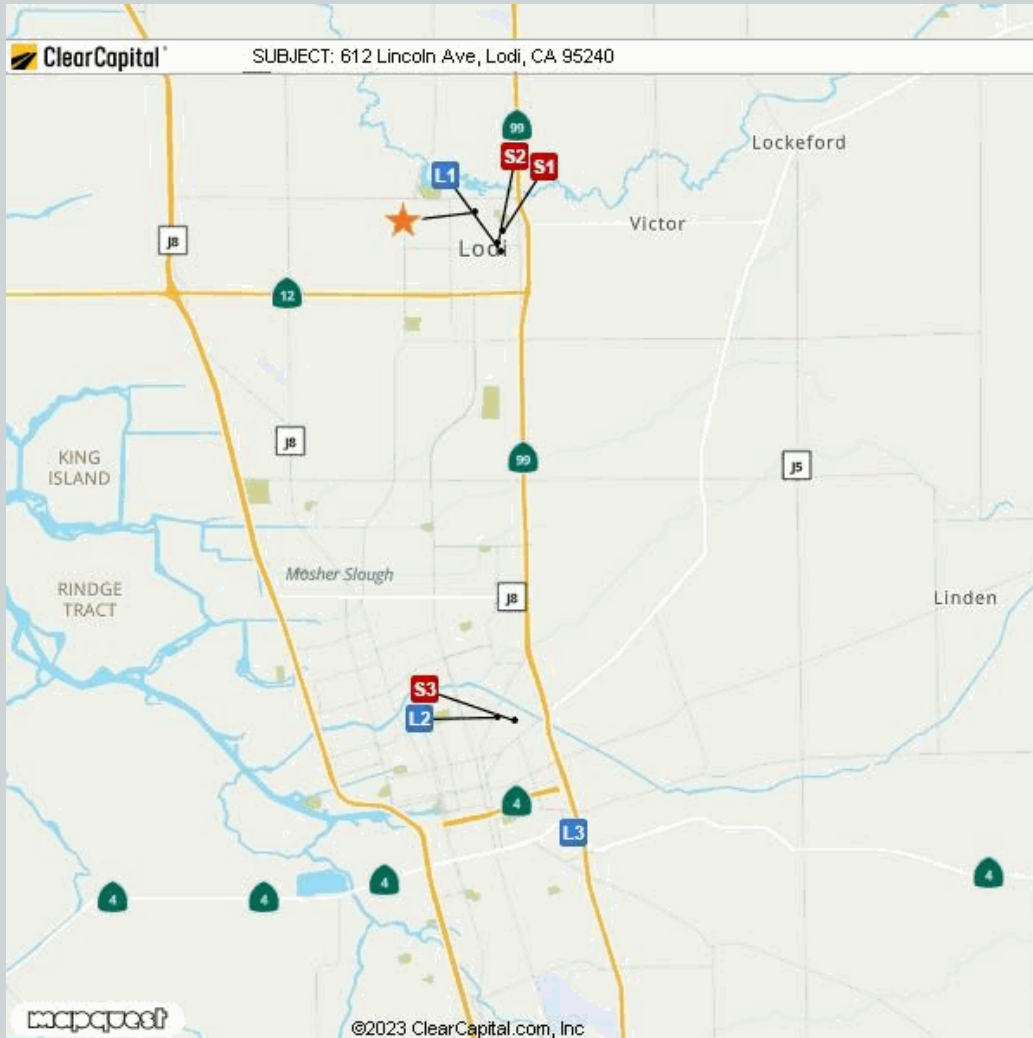 ClearCapital
SUBJECT: 612 Lincoln Ave, Lodi, CA 95240
99
Lockeford
S2
S1
L1
Victor
J8
Lodi
12
J8
KING
ISLAND
99
J5
Mosher Slough
RINDGE
TRACT
J8
Linden
S3
L2
4
L3
4
4
4
4
mapquest
©2023 ClearCapital.com, Inc